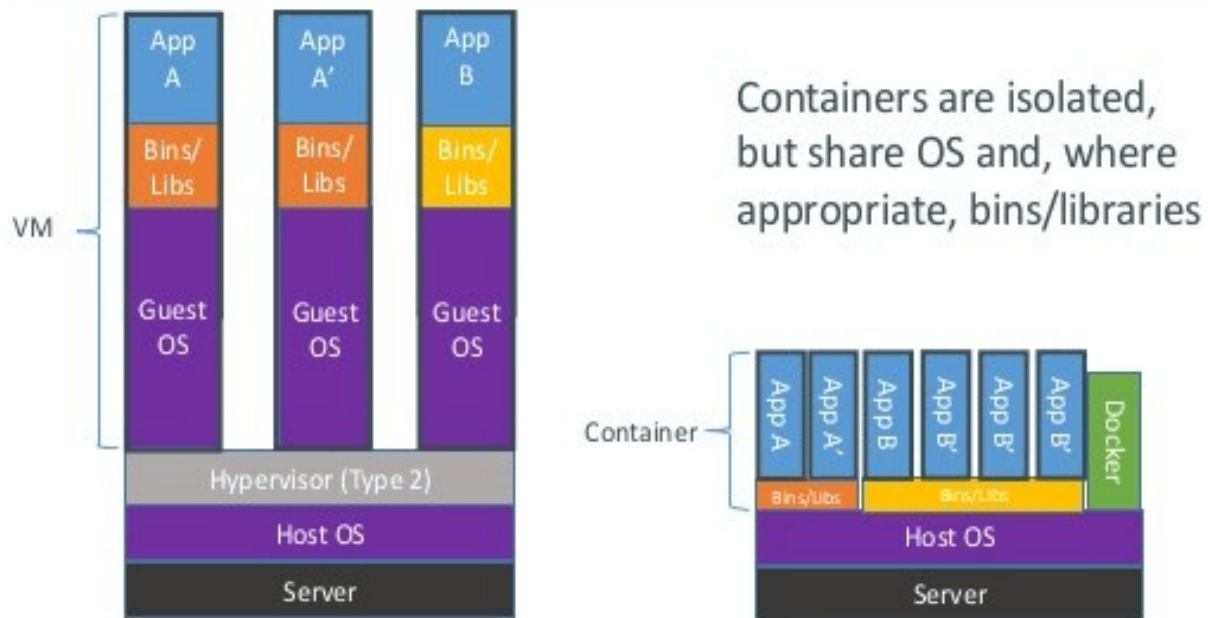 App
A
App
A'
App
B
Bins/
Libs
Bins/
Libs
Bins/
Libs
VM
Guest
OS
Guest
OS
Guest
OS
Hypervisor (Type 2)
Host OS
Server
Containers are isolated,
but share OS and, where
appropriate, bins/libraries
Container
App A
App A'
App B
App B'
App B'
App B'
Docker
Bins/Libs
Bins/Libs
Host OS
Server